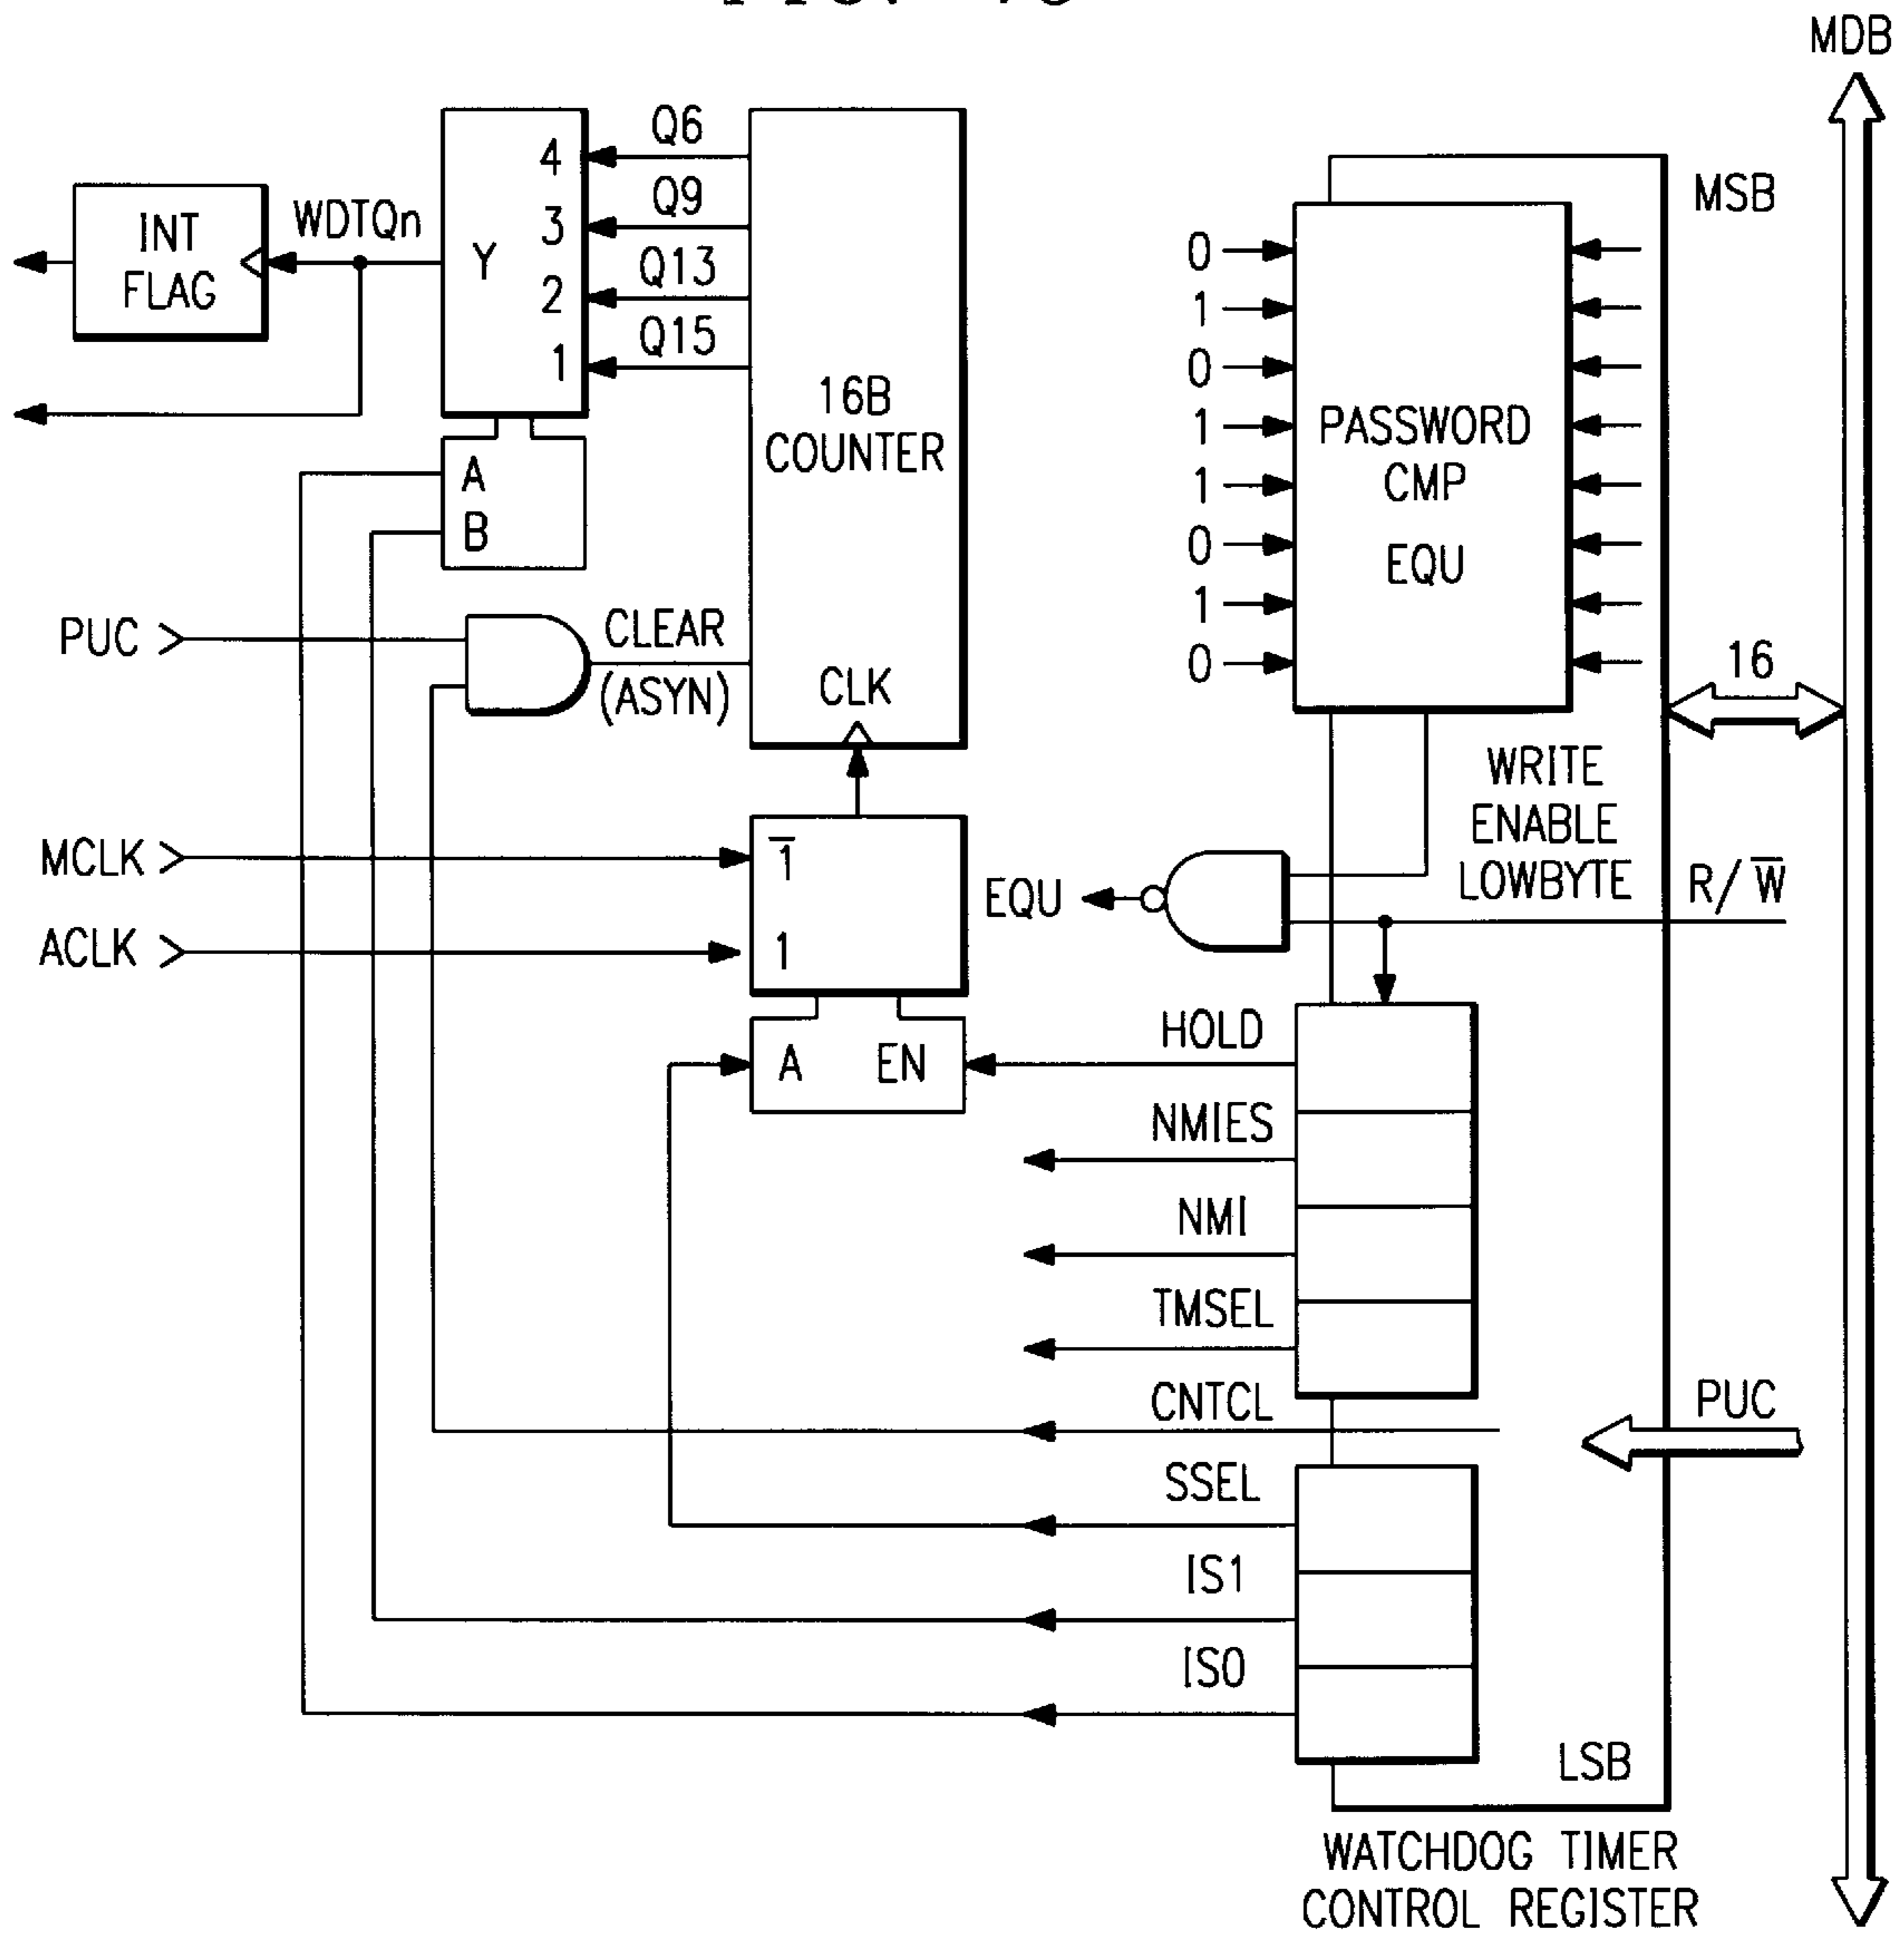 MDB
Q6
4
MSB
Q9
INT
FLAG
WDTQn
Y
3
0
Q13
2
1
Q15
1
0
16B
COUNTER
1
PASSWORD
CMP
EQU
A
B
1
0
1
0
PUC
CLEAR
(ASYN)
CLK
16
WRITE
ENABLE
LOWBYTE
MCLK
1̅
EQU
R/W̅
ACLK
1
HOLD
A EN
NMIES
NMI
TMSEL
CNTCL
PUC
SSEL
IS1
IS0
LSB
WATCHDOG TIMER
CONTROL REGISTER